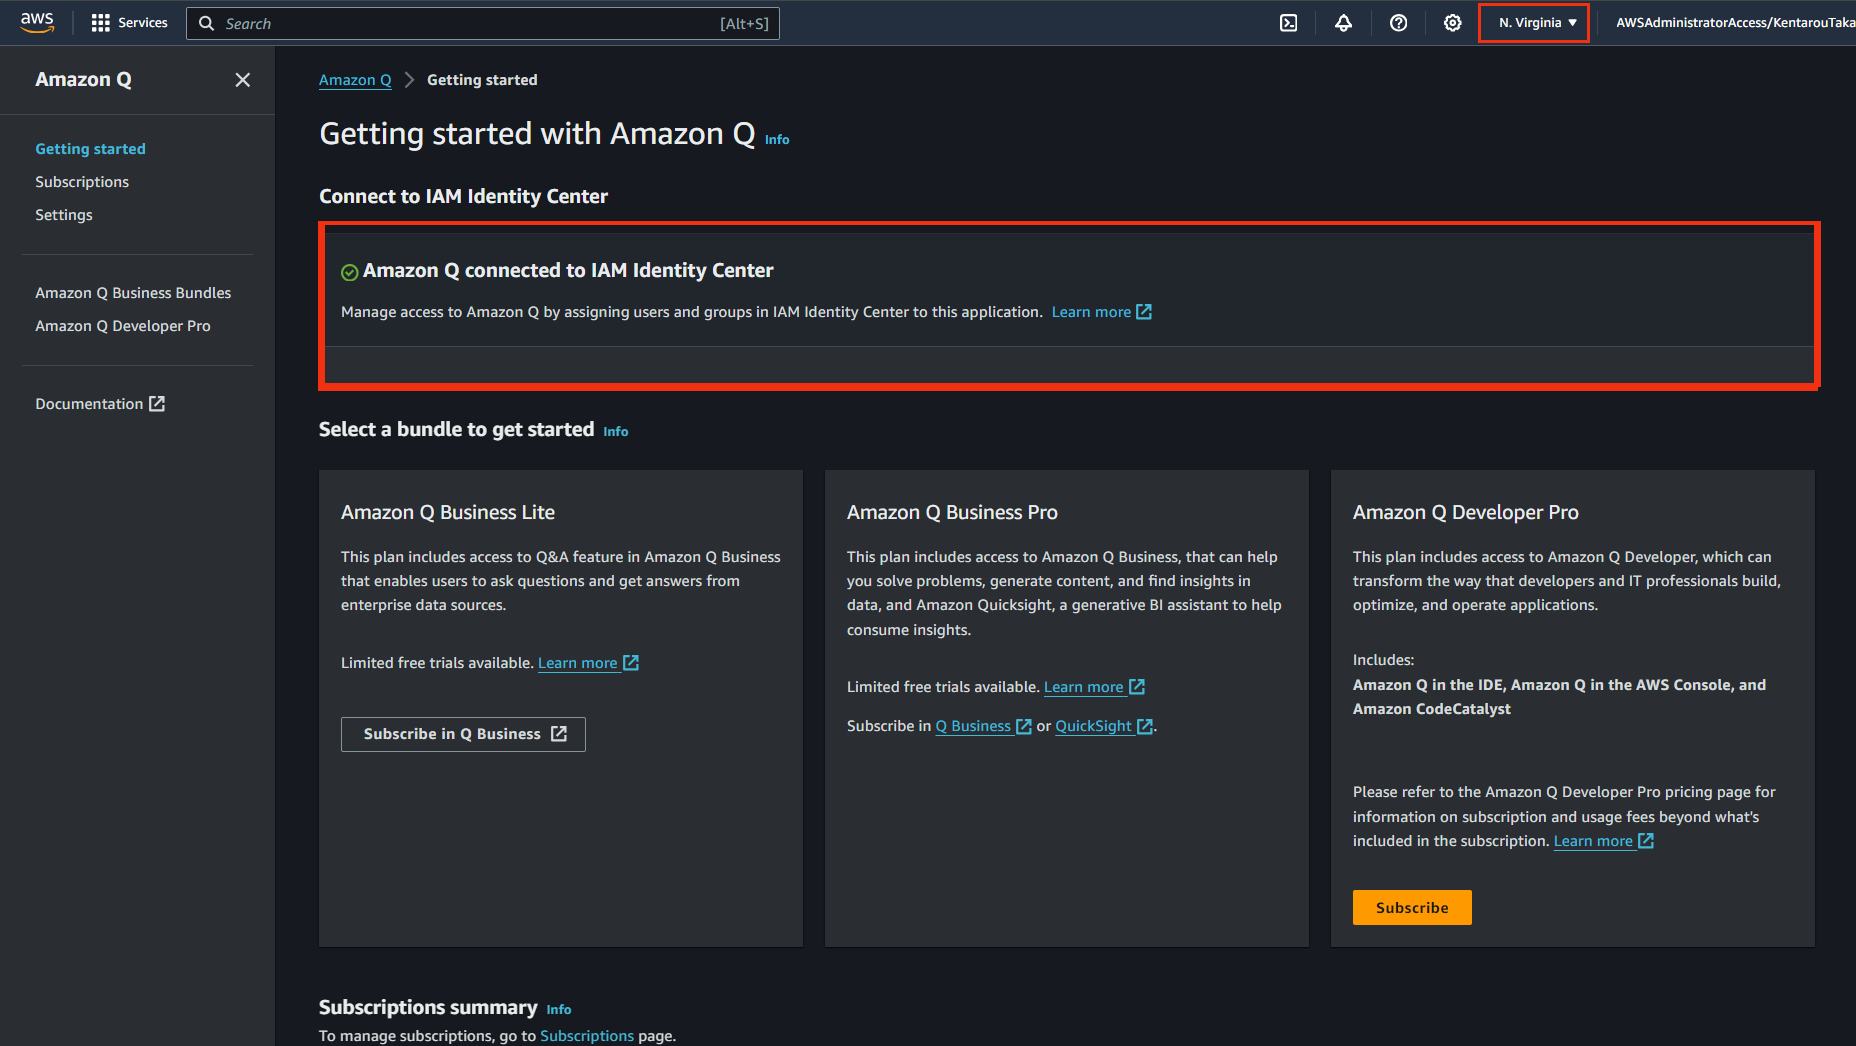 aws
Services
Search
[Alt+S]
N. Virginia
AWSAdministratorAccess/KentarouTaka
Amazon Q
Getting started
Subscriptions
Settings
Amazon Q Business Bundles
Amazon Q Developer Pro
Documentation
Amazon Q
Getting started
Getting started with Amazon Q Info
Connect to IAM Identity Center
Amazon Q connected to IAM Identity Center
Manage access to Amazon Q by assigning users and groups in IAM Identity Center to this application. Learn more
Select a bundle to get started Info
Amazon Q Business Lite
This plan includes access to Q&A feature in Amazon Q Business
that enables users to ask questions and get answers from
enterprise data sources.
Limited free trials available. Learn more
Subscribe in Q Business
Amazon Q Business Pro
This plan includes access to Amazon Q Business, that can help
you solve problems, generate content, and find insights in
data, and Amazon Quicksight, a generative BI assistant to help
consume insights.
Limited free trials available. Learn more
Subscribe in Q Business or QuickSight.
Amazon Q Developer Pro
This plan includes access to Amazon Q Developer, which can
transform the way that developers and IT professionals build,
optimize, and operate applications.
Includes:
Amazon Q in the IDE, Amazon Q in the AWS Console, and
Amazon CodeCatalyst
Please refer to the Amazon Q Developer Pro pricing page for
information on subscription and usage fees beyond what's
included in the subscription. Learn more
Subscribe
Subscriptions summary Info
To manage subscriptions, go to Subscriptions page.